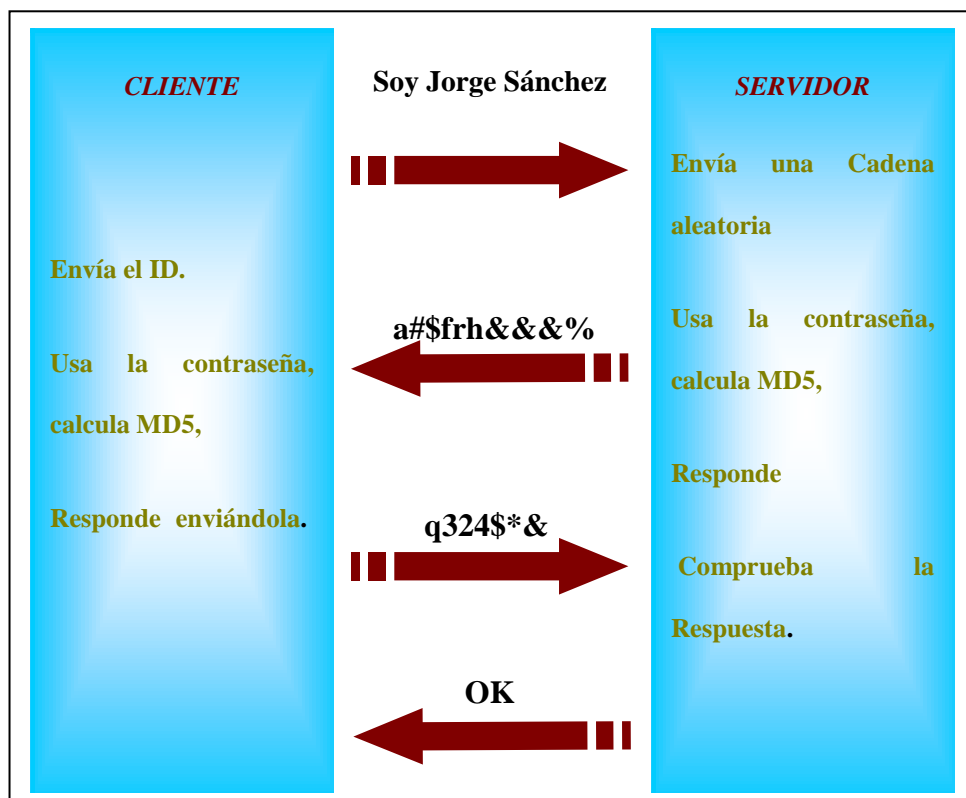 CLIENTE
Envía el ID.
Usa la contraseña,
calcula MD5,
Responde enviándola.
Soy Jorge Sánchez
a#$frh&&&%
q324$*&
OK
SERVIDOR
Envía una Cadena
aleatoria
Usa la contraseña,
calcula MD5,
Responde
Comprueba la
Respuesta.